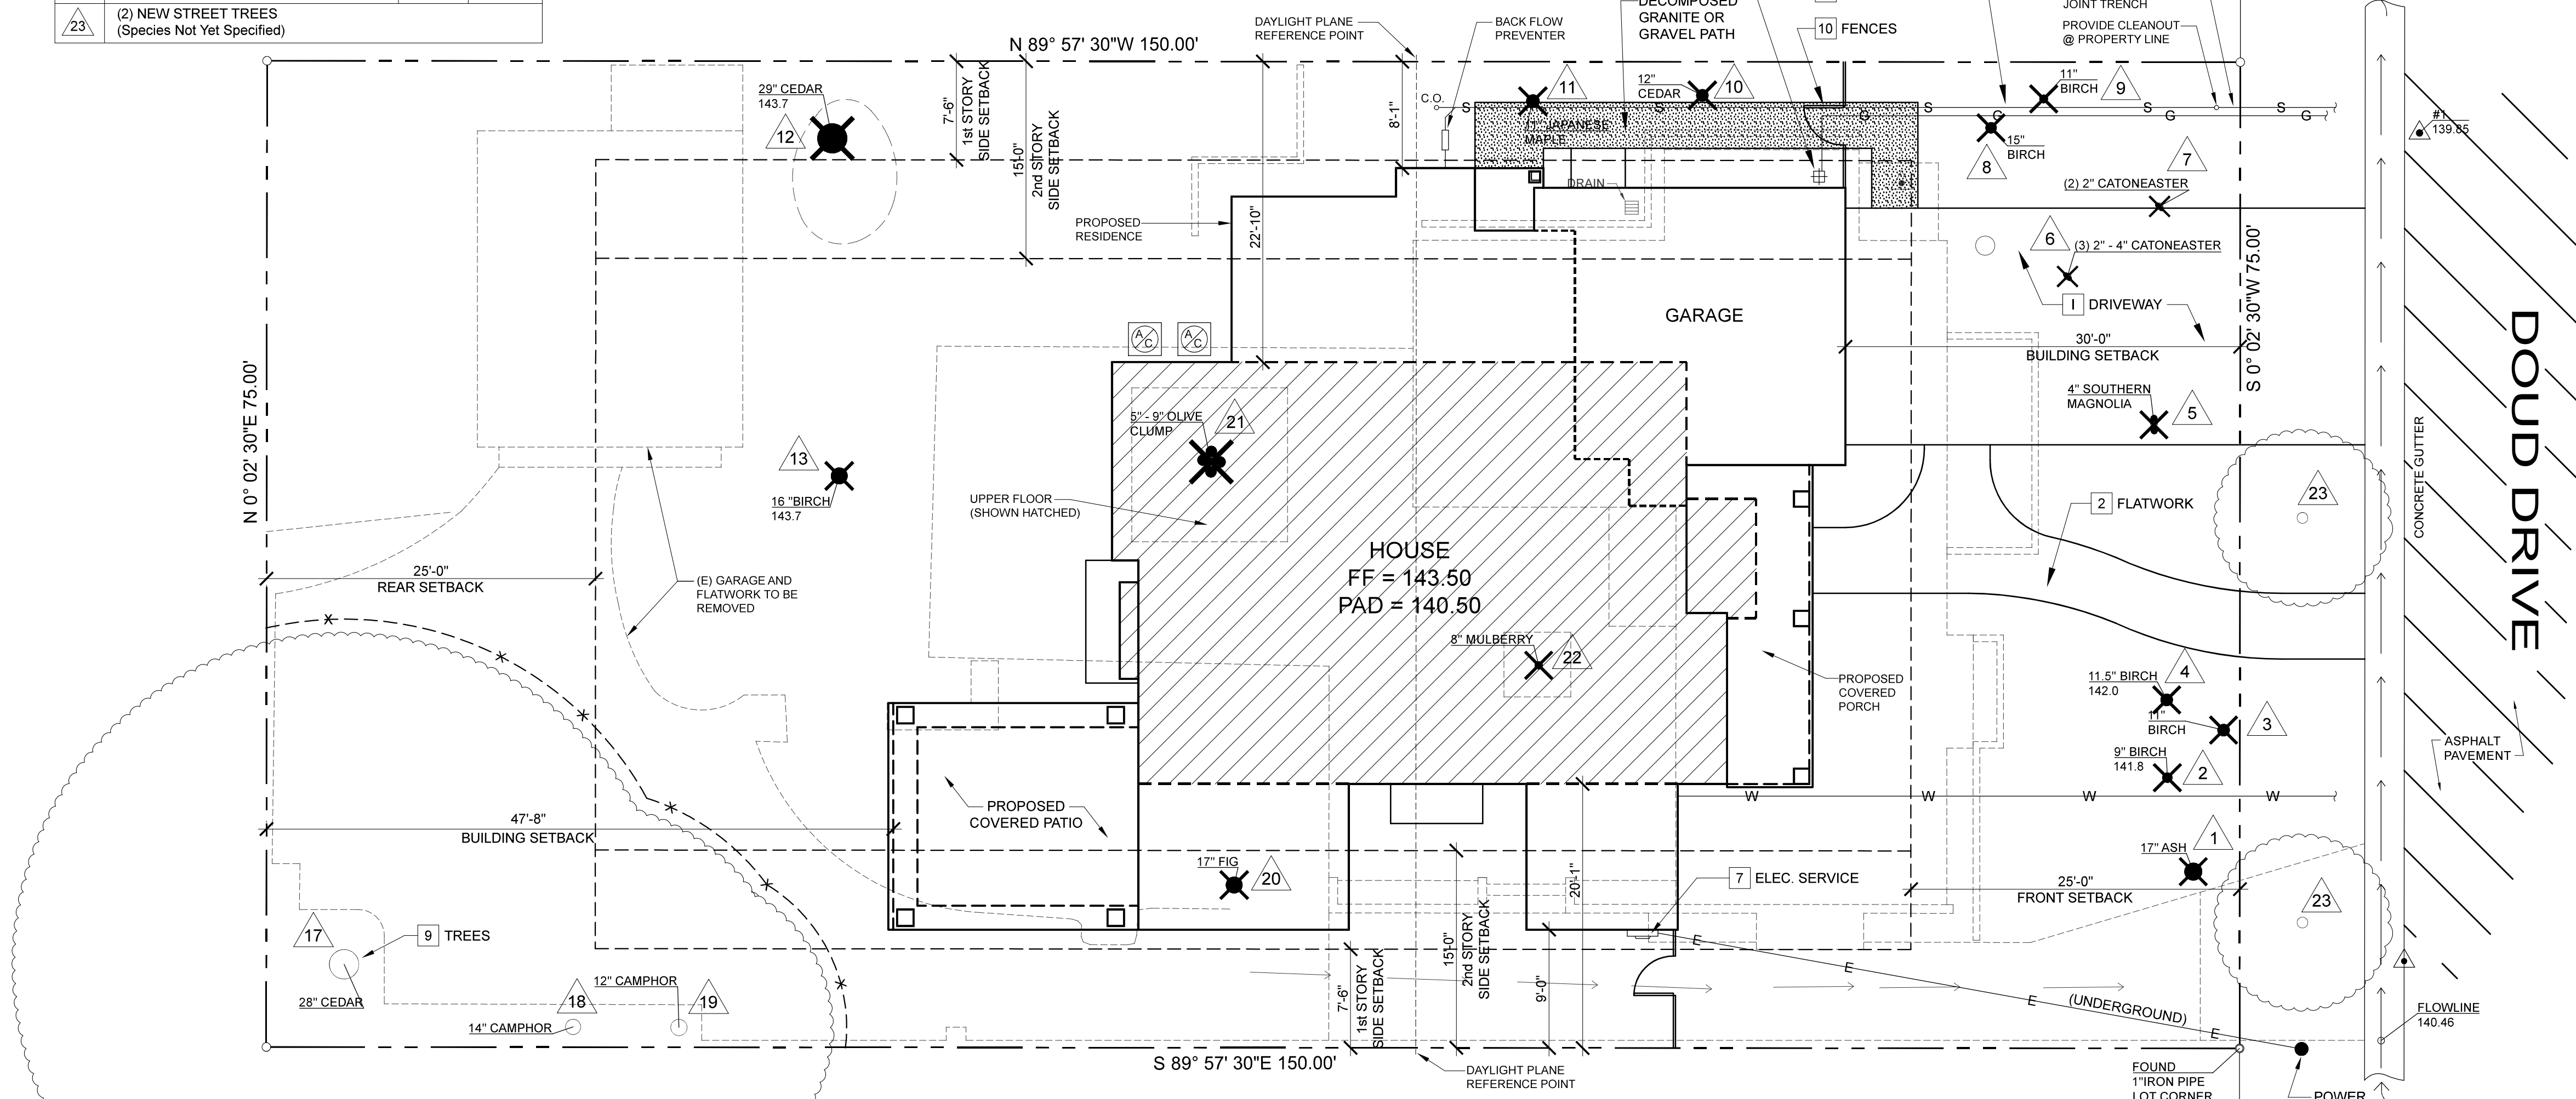 23
(2) NEW STREET TREES
(Species Not Yet Specified)
N 89° 57' 30"W 150.00'
DAYLIGHT PLANE
REFERENCE POINT
BACK FLOW
PREVENTER
DECOMPOSED
GRANITE OR
GRAVEL PATH
10 FENCES
JOINT TRENCH
PROVIDE CLEANOUT
@ PROPERTY LINE
29" CEDAR
143.7
12
7'-6"
1st STORY
SIDE SETBACK
15'-0"
2nd SITORY
SIDE SETBACK
8'-1"
C.O.
S
11
11" JAPANESE
MAPLE
12"
CEDAR
10
S
G
S
G
S
G
S
G
11"
BIRCH
9
15"
BIRCH
8
7
(2) 2" CATONEASTER
#1
139.85
DRAIN
PROPOSED
RESIDENCE
22'-10"
6
(3) 2" - 4" CATONEASTER
1 DRIVEWAY
S 0° 02' 30"W 75.00'
GARAGE
30'-0"
BUILDING SETBACK
A/C
A/C
N 0° 02' 30"E 75.00'
4" SOUTHERN
MAGNOLIA
5
DOUD DRIVE
CONCRETE GUTTER
5" - 9" OLIVE
CLUMP
21
13
16 "BIRCH
143.7
UPPER FLOOR
(SHOWN HATCHED)
23
2 FLATWORK
HOUSE
FF = 143.50
PAD = 140.50
25'-0"
REAR SETBACK
(E) GARAGE AND
FLATWORK TO BE
REMOVED
8" MULBERRY
22
PROPOSED
COVERED
PORCH
11.5" BIRCH
142.0
4
11"
BIRCH
3
9" BIRCH
141.8
2
ASPHALT
PAVEMENT
W
W
W
W
PROPOSED
COVERED PATIO
47'-8"
BUILDING SETBACK
17" FIG
20
17" ASH
1
7 ELEC. SERVICE
20'-1"
25'-0"
FRONT SETBACK
23
17
9 TREES
28" CEDAR
14" CAMPHOR
18
12" CAMPHOR
19
7'-6"
1st STORY
SIDE SETBACK
15'-0"
2nd STORY
SIDE SETBACK
9'-0"
E
E
E
(UNDERGROUND)
E
FLOWLINE
140.46
S 89° 57' 30"E 150.00'
DAYLIGHT PLANE
REFERENCE POINT
FOUND
1"IRON PIPE
LOT CORNER
POWER